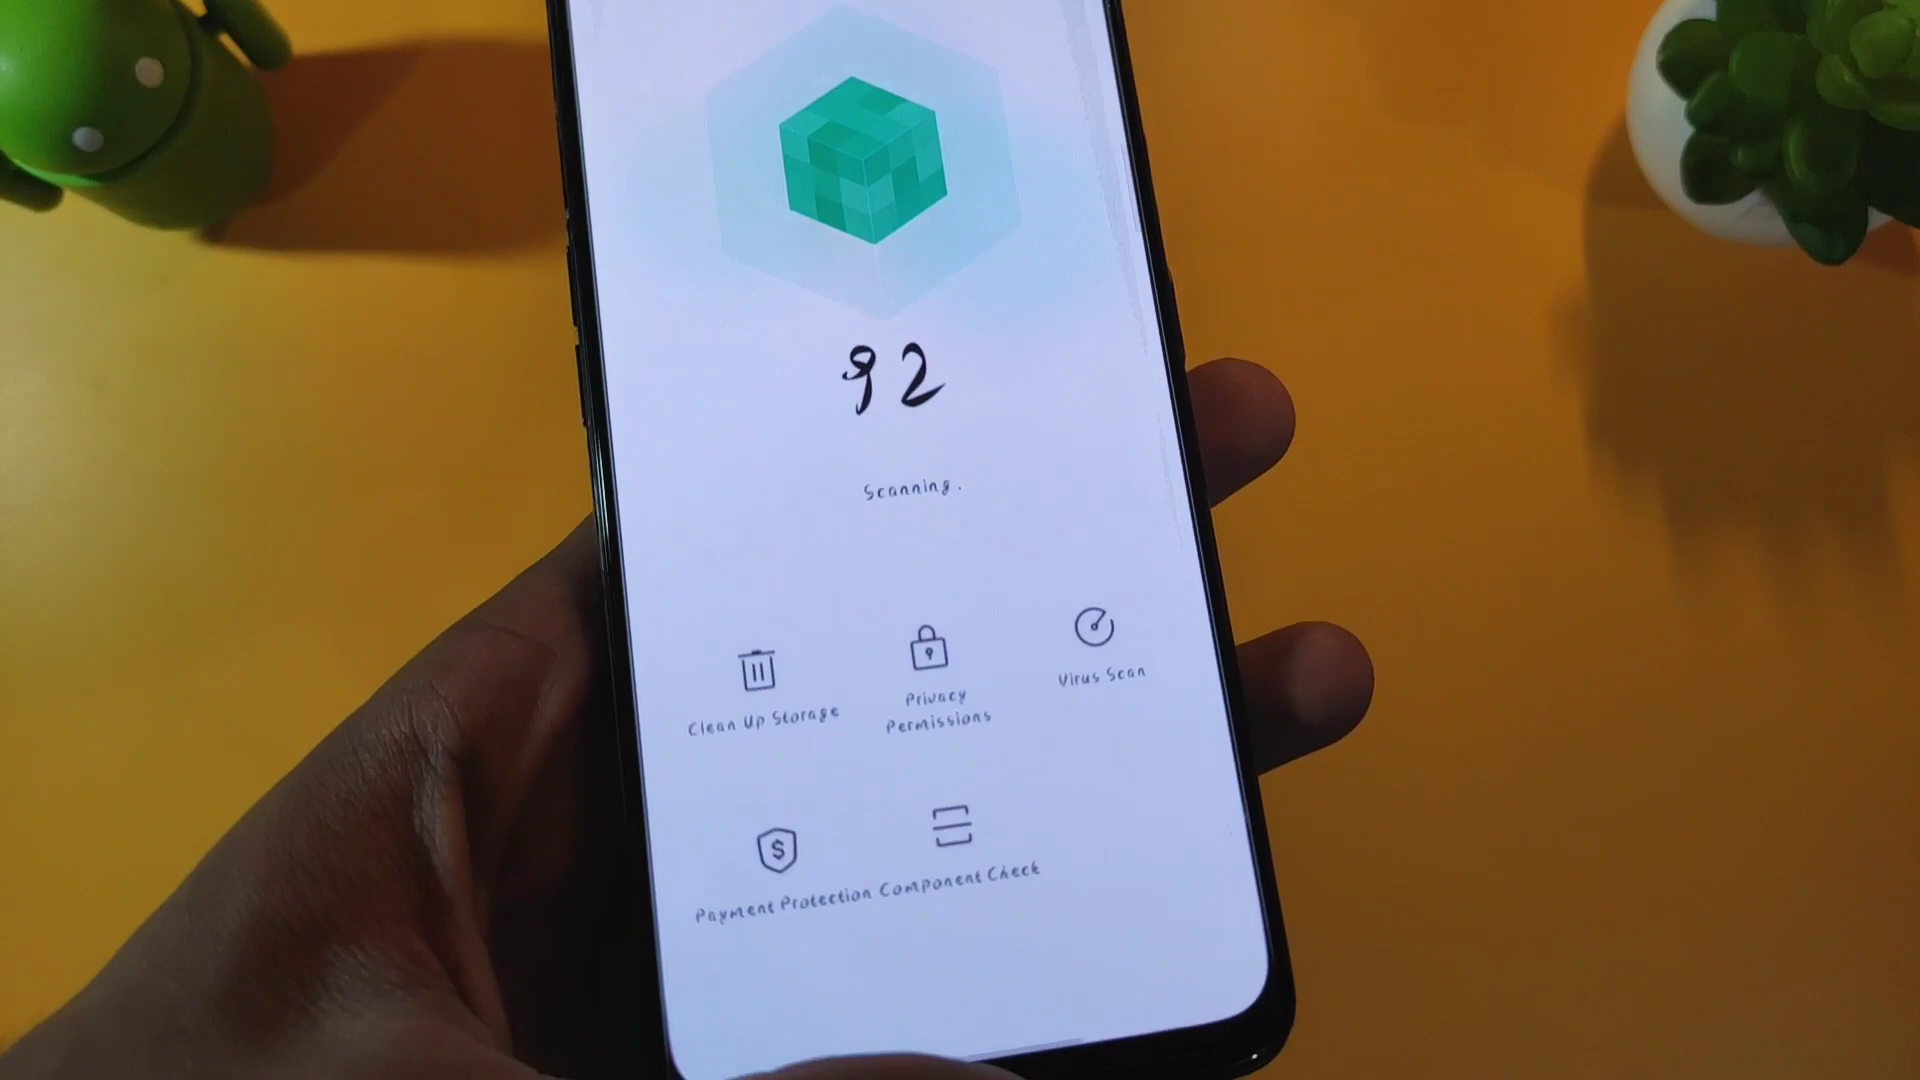 92
Scanning.
Clean Up Storage
Privacy
Permissions
Virus Scan
Payment Protection
Component Check